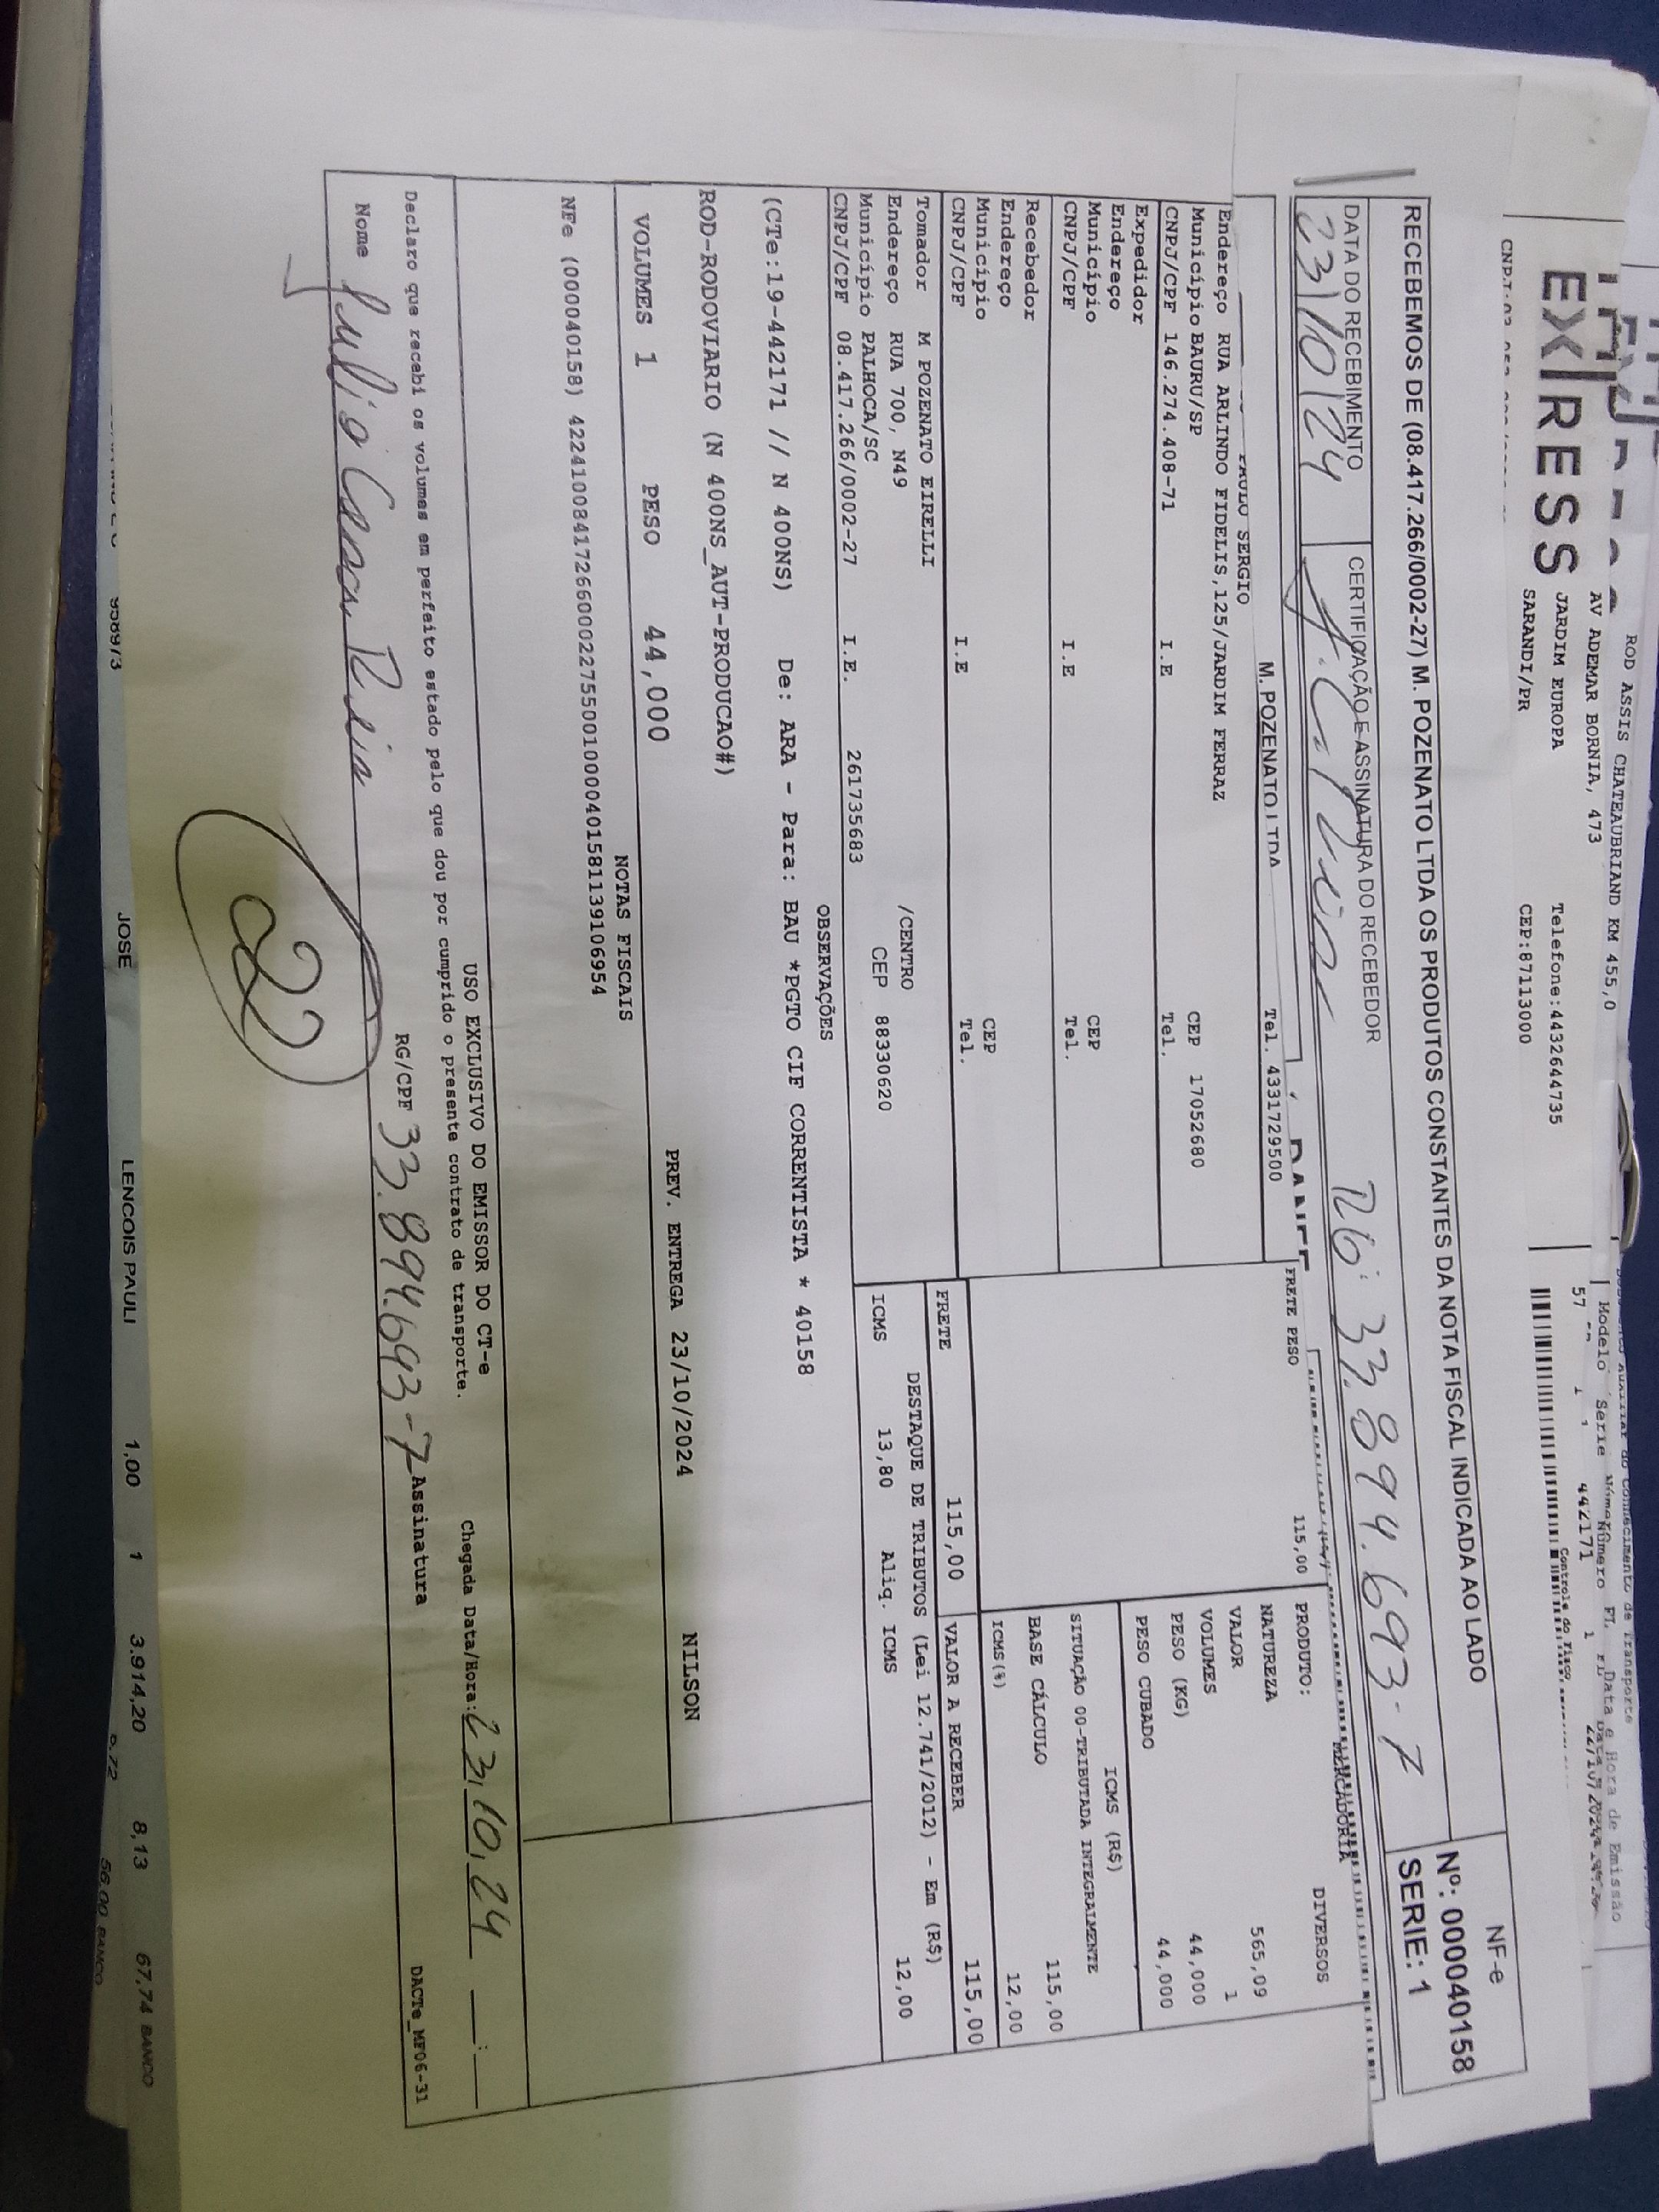 EXPRESS
ROD ASSIS CHATEAUBRIAND KM 455,0
AV ADEMAR BORNIA, 473
JARDIM EUROPA Telefone:4432644735
SARANDI/PR CEP:87113000
Modelo Serie Número FL Data e Hora de Emissão
57 442171 1
Controle do Fisco
RECEBEMOS DE (08.417.266/0002-27) M. POZENATO LTDA OS PRODUTOS CONSTANTES DA NOTA FISCAL INDICADA AO LADO
NF-e
Nº: 000040158
SERIE: 1
DATA DO RECEBIMENTO CERTIFICAÇÃO E ASSINATURA DO RECEBEDOR
23/10/24 33.894.693-7
M. POZENATO LTDA Tel. 4331729500
PAULO SERGIO
Endereço RUA ARLINDO FIDELIS,125/JARDIM FERRAZ
Município BAURU/SP CEP 17052680
CNPJ/CPF 146.274.408-71 I.E Tel.
Expedidor
Endereço
Município CEP
CNPJ/CPF I.E Tel.
Recebedor
Endereço
Município CEP
CNPJ/CPF I.E Tel.
Tomador M POZENATO EIRELLI
Endereço RUA 700, N49 /CENTRO
Município PALHOCA/SC CEP 88330620
CNPJ/CPF 08.417.266/0002-27 I.E. 261735683
FRETE PESO 115,00
MERCADORIA
PRODUTO: DIVERSOS
NATUREZA
VALOR 565,09
VOLUMES 1
PESO (KG) 44,000
PESO CUBADO 44,000
ICMS (R$)
SITUAÇÃO 00-TRIBUTADA INTEGRALMENTE
BASE CÁLCULO 115,00
ICMS(%) 12,00
FRETE 115,00 VALOR A RECEBER 115,00
DESTAQUE DE TRIBUTOS (Lei 12.741/2012) - Em (R$)
ICMS 13,80 Aliq. ICMS 12,00
OBSERVAÇÕES
(CTe:19-442171 // N 400NS) De: ARA - Para: BAU *PGTO CIF CORRENTISTA * 40158
ROD-RODOVIARIO (N 400NS_AUT-PRODUCAO#)
VOLUMES 1 PESO 44,000 PREV. ENTREGA 23/10/2024 NILSON
NOTAS FISCAIS
NFe (000040158) 42241008417266000227550010000401581139106954
USO EXCLUSIVO DO EMISSOR DO CT-e
Declaro que recebi os volumes em perfeito estado pelo que dou por cumprido o presente contrato de transporte.
Chegada Data/Hora: 23,10,24
Nome Julio Cesar RG/CPF 33.894.693-7 Assinatura
DACTe_MF06-31
JOSE LENCOIS PAULI 1,00 1 3.914,20 8,13 67,74 BANCO